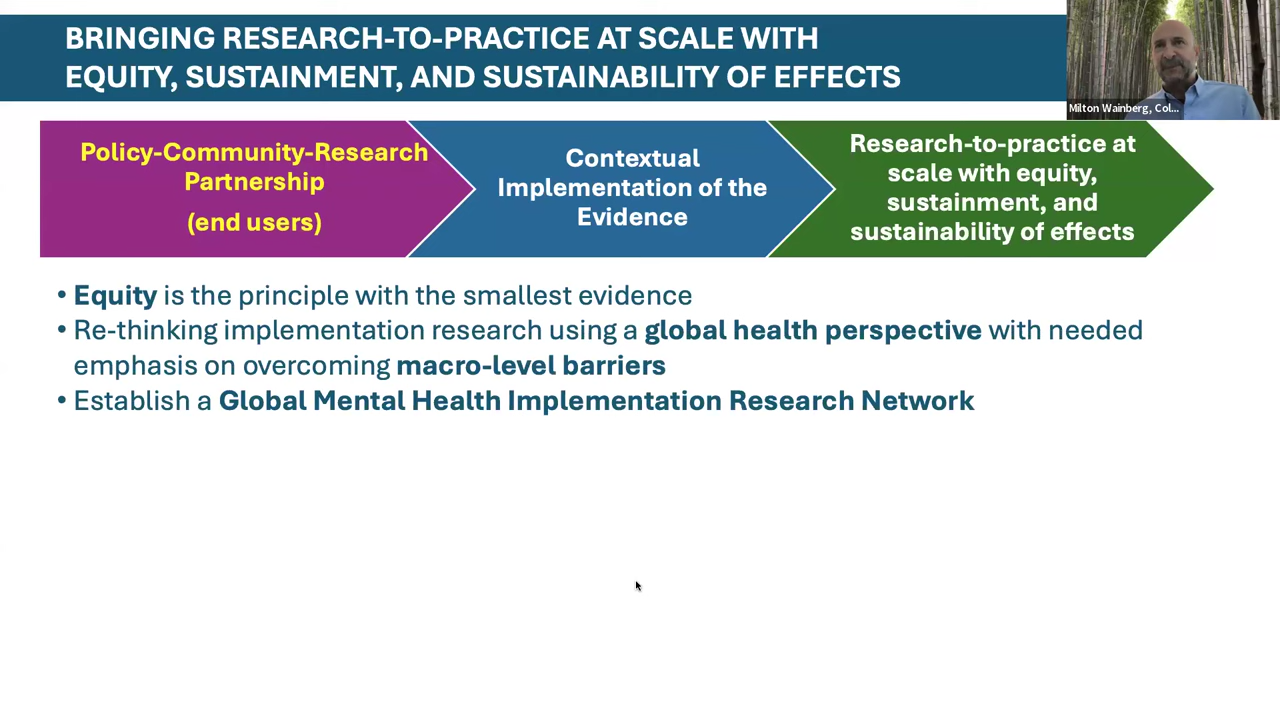 BRINGING RESEARCH-TO-PRACTICE AT SCALE WITH
EQUITY, SUSTAINMENT, AND SUSTAINABILITY OF EFFECTS
Milton Wainberg, Col...
Policy-Community-Research
Partnership
(end users)
Contextual
Implementation of the
Evidence
Research-to-practice at
scale with equity,
sustainment, and
sustainability of effects
• Equity is the principle with the smallest evidence
• Re-thinking implementation research using a global health perspective with needed
emphasis on overcoming macro-level barriers
• Establish a Global Mental Health Implementation Research Network